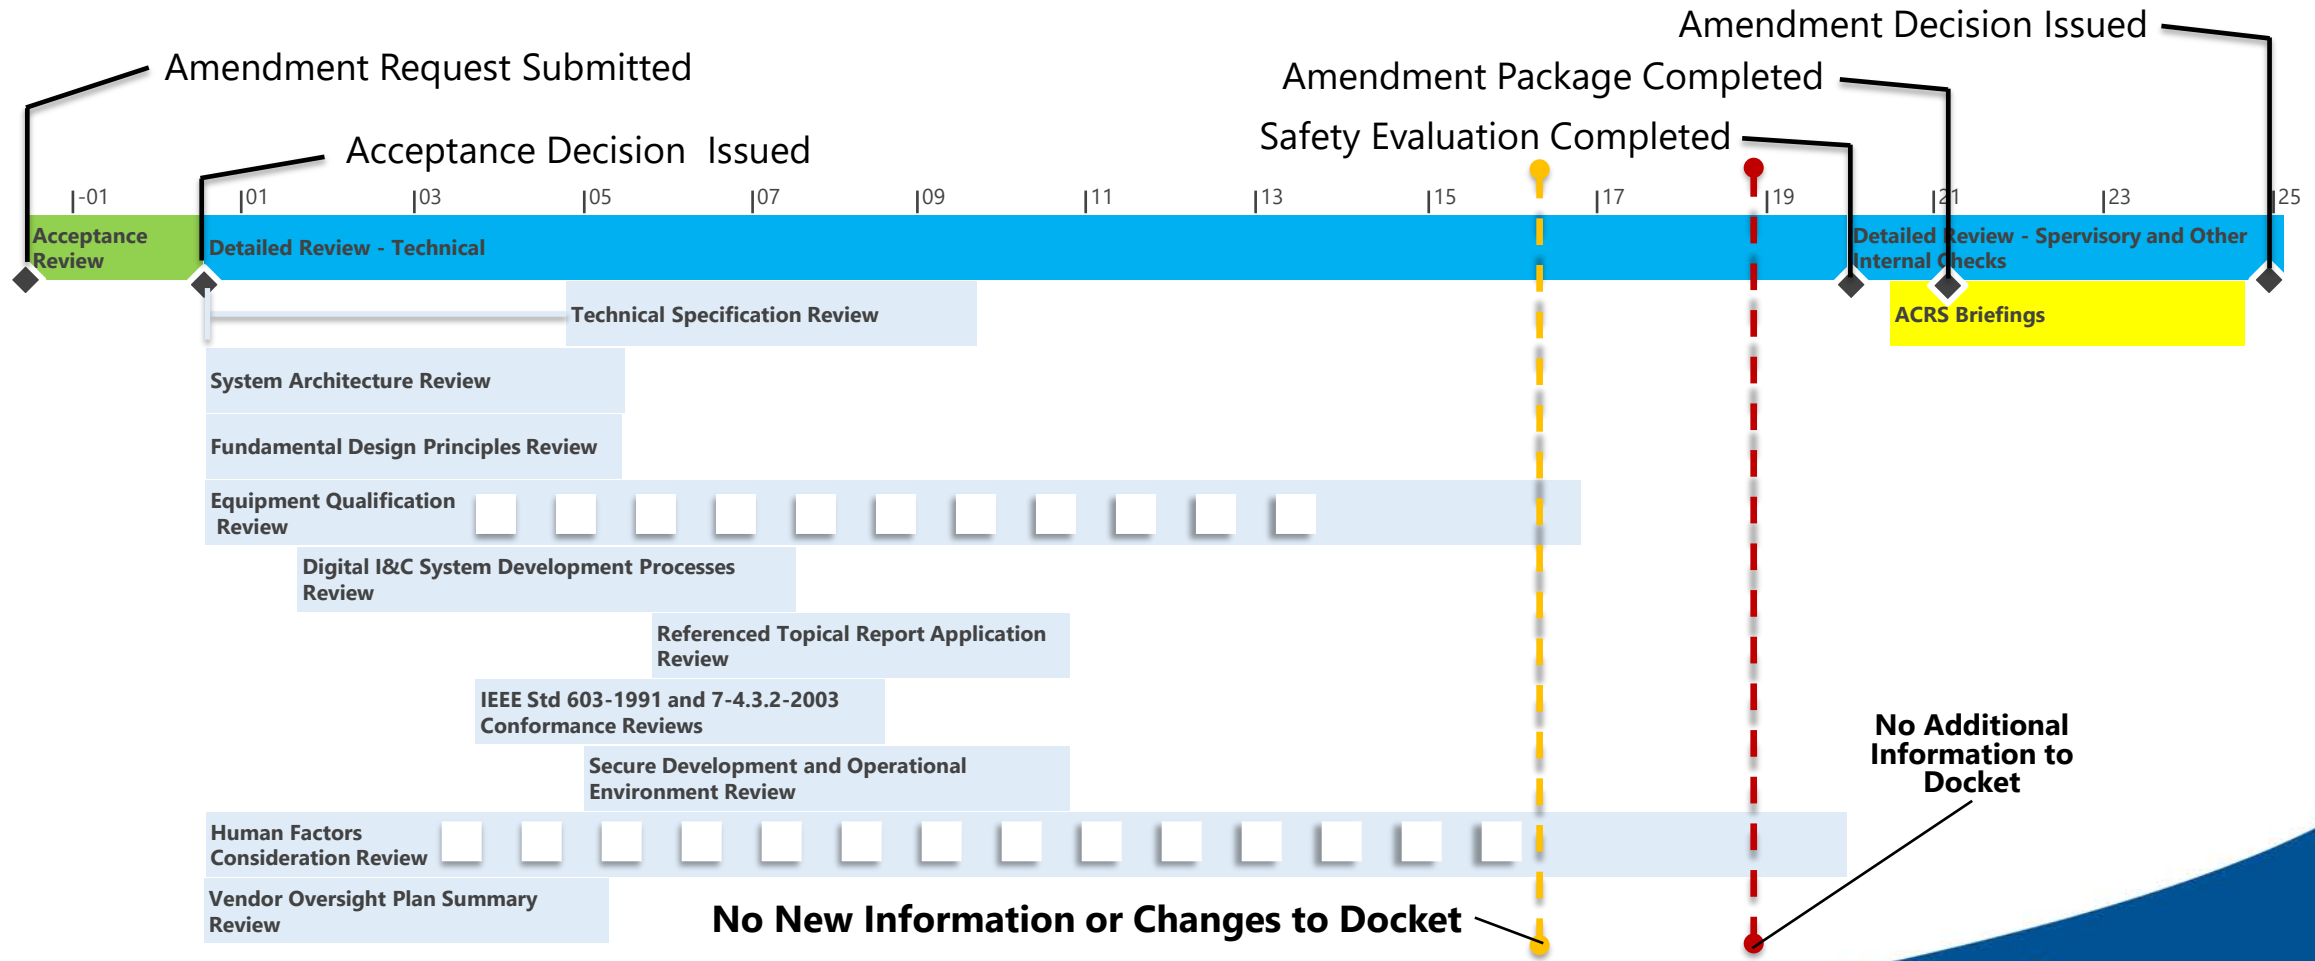 Amendment Decision Issued
Amendment Request Submitted
Amendment Package Completed
Safety Evaluation Completed
Acceptance Decision  Issued
-01 01 03 05 07 09 11 13 15 17 19 21 23 25
Acceptance
Review
Detailed Review - Technical
Detailed Review - Spervisory and Other
Internal Checks
Technical Specification Review
ACRS Briefings
System Architecture Review
Fundamental Design Principles Review
Equipment Qualification
Review
Digital I&C System Development Processes
Review
Referenced Topical Report Application
Review
IEEE Std 603-1991 and 7-4.3.2-2003
Conformance Reviews
No Additional
Information to
Docket
Secure Development and Operational
Environment Review
Human Factors
Consideration Review
Vendor Oversight Plan Summary
Review
No New Information or Changes to Docket